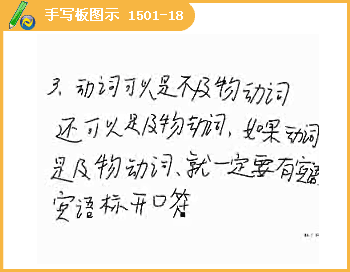 手写板图示 1501-18
3、动词可以是不及物动词
还可以是及物动词，如果动词
是及物动词、就一定要有宾语
宾语标开口答